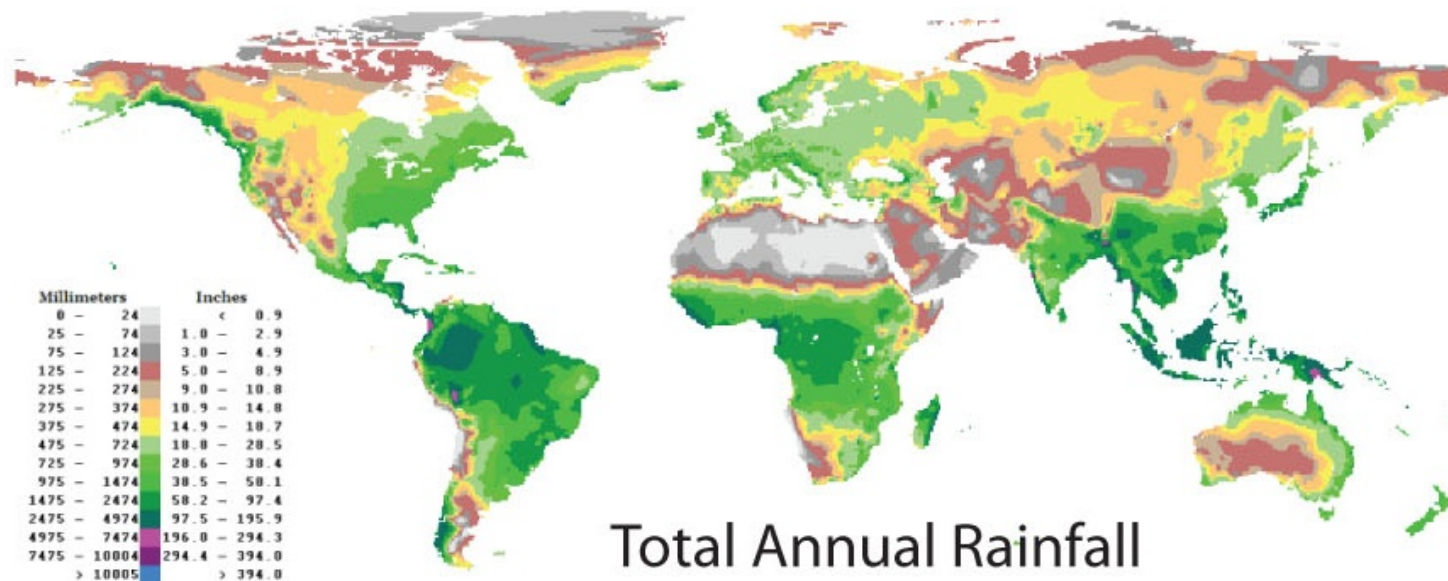 Millimeters Inches
0 - 24 < 0.9
25 - 74 1.0 - 2.9
75 - 124 3.0 - 4.9
125 - 224 5.0 - 8.9
225 - 274 9.0 - 10.8
275 - 374 10.9 - 14.8
375 - 474 14.9 - 18.7
475 - 724 18.8 - 28.5
725 - 974 28.6 - 38.4
975 - 1474 38.5 - 58.1
1475 - 2474 58.2 - 97.4
2475 - 4974 97.5 - 195.9
4975 - 7474 196.0 - 294.3
7475 - 10004 294.4 - 394.0
> 10005 > 394.0
Total Annual Rainfall